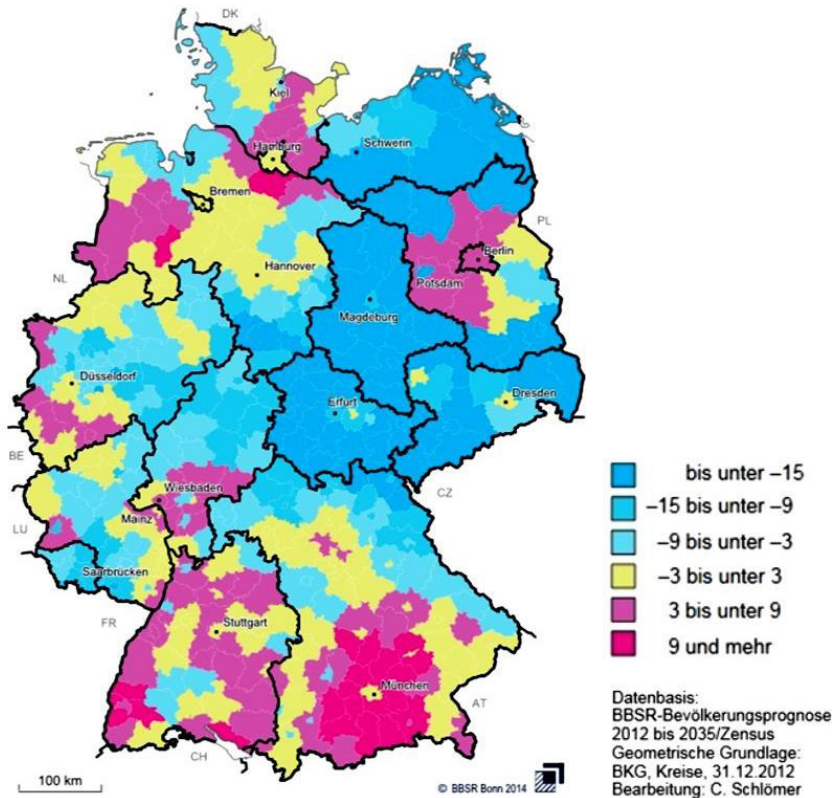 DK
Kiel
Schwerin
Hamburg
Bremen
PL
Berlin
NL
Hannover
Potsdam
Magdeburg
Düsseldorf
Erfurt
Dresden
BE
Wiesbaden
CZ
LU
Mainz
Saarbrücken
FR
Stuttgart
München
AT
CH
100 km
© BBSR Bonn 2014
bis unter –15
–15 bis unter –9
–9 bis unter –3
–3 bis unter 3
3 bis unter 9
9 und mehr
Datenbasis:
BBSR-Bevölkerungsprognose
2012 bis 2035/Zensus
Geometrische Grundlage:
BKG, Kreise, 31.12.2012
Bearbeitung: C. Schlömer